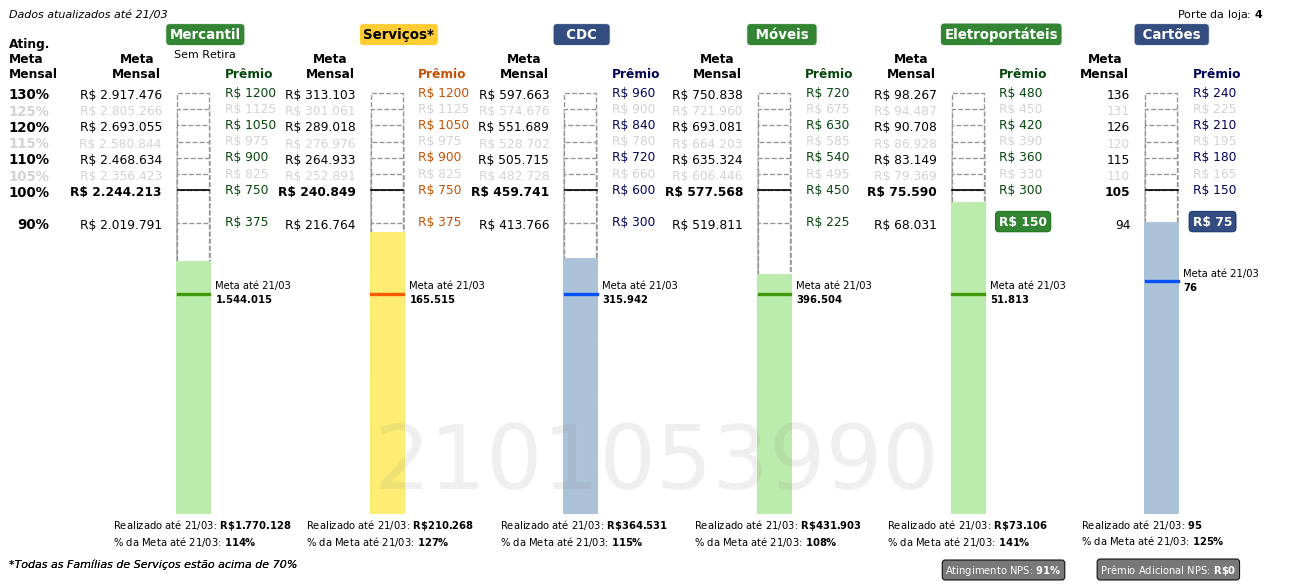 Dados atualizados até 21/03
Porte da loja: 4
Mercantil Serviços* CDC Móveis Eletroportáteis Cartões
Sem Retira
Ating. Meta Mensal
Meta Mensal Prêmio Meta Mensal Prêmio Meta Mensal Prêmio Meta Mensal Prêmio Meta Mensal Prêmio Meta Mensal Prêmio
130% R$ 2.917.476 R$ 1200 R$ 313.103 R$ 1200 R$ 597.663 R$ 960 R$ 750.838 R$ 720 R$ 98.267 R$ 480 136 R$ 240
125% R$ 2.805.266 R$ 1125 R$ 301.061 R$ 1125 R$ 574.676 R$ 900 R$ 721.960 R$ 675 R$ 94.487 R$ 450 131 R$ 225
120% R$ 2.693.055 R$ 1050 R$ 289.018 R$ 1050 R$ 551.689 R$ 840 R$ 693.081 R$ 630 R$ 90.708 R$ 420 126 R$ 210
115% R$ 2.580.844 R$ 975 R$ 276.976 R$ 975 R$ 528.702 R$ 780 R$ 664.203 R$ 585 R$ 86.928 R$ 390 120 R$ 195
110% R$ 2.468.634 R$ 900 R$ 264.933 R$ 900 R$ 505.715 R$ 720 R$ 635.324 R$ 540 R$ 83.149 R$ 360 115 R$ 180
105% R$ 2.356.423 R$ 825 R$ 252.891 R$ 825 R$ 482.728 R$ 660 R$ 606.446 R$ 495 R$ 79.369 R$ 330 110 R$ 165
100% R$ 2.244.213 R$ 750 R$ 240.849 R$ 750 R$ 459.741 R$ 600 R$ 577.568 R$ 450 R$ 75.590 R$ 300 105 R$ 150
90% R$ 2.019.791 R$ 375 R$ 216.764 R$ 375 R$ 413.766 R$ 300 R$ 519.811 R$ 225 R$ 68.031 R$ 150 94 R$ 75
Meta até 21/03 Meta até 21/03 Meta até 21/03 Meta até 21/03 Meta até 21/03 Meta até 21/03
1.544.015 165.515 315.942 396.504 51.813 76
2101053990
Realizado até 21/03: R$1.770.128 Realizado até 21/03: R$210.268 Realizado até 21/03: R$364.531 Realizado até 21/03: R$431.903 Realizado até 21/03: R$73.106 Realizado até 21/03: 95
% da Meta até 21/03: 114% % da Meta até 21/03: 127% % da Meta até 21/03: 115% % da Meta até 21/03: 108% % da Meta até 21/03: 141% % da Meta até 21/03: 125%
*Todas as Famílias de Serviços estão acima de 70%
Atingimento NPS: 91% Prêmio Adicional NPS: R$0